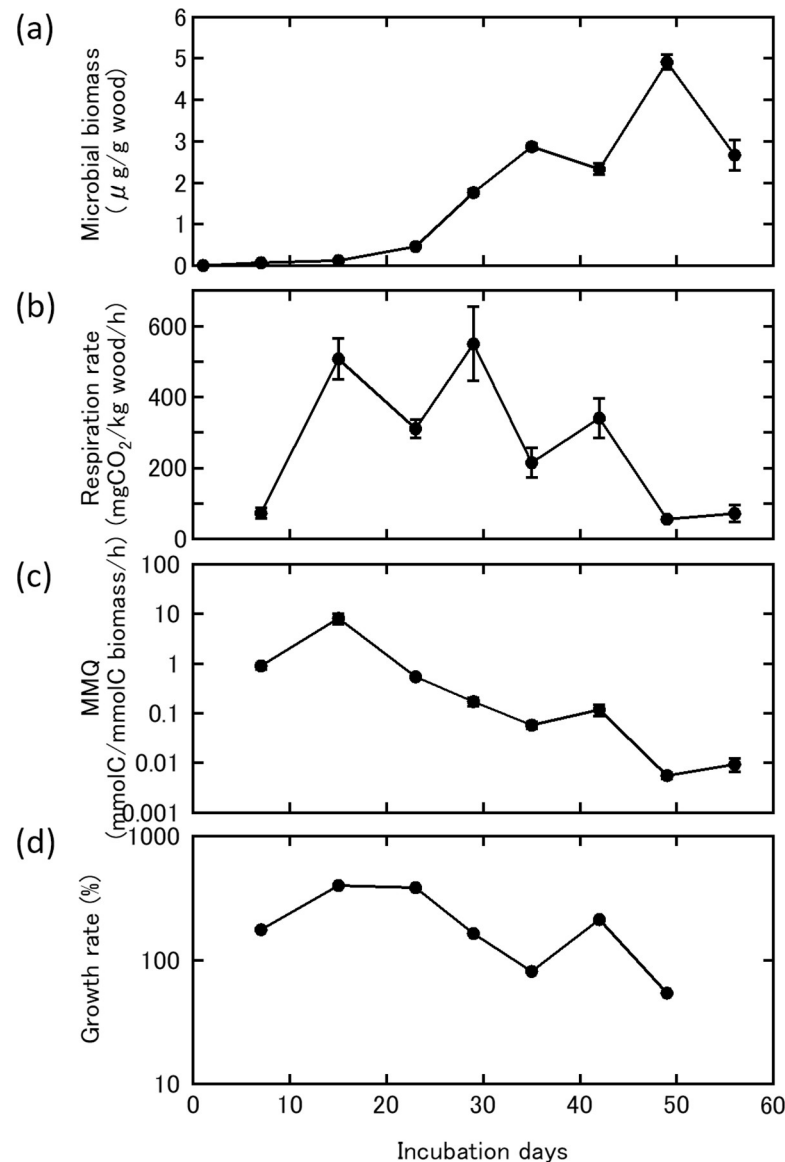 (a)
Microbial biomass
(μg/g wood)
6
5
4
3
2
1
0
(b)
Respiration rate
(mgCO2/kg wood/h)
600
400
200
0
(c)
MMQ
(mmolC/mmolC biomass/h)
100
10
1
0.1
0.01
0.001
(d)
Growth rate (%)
1000
100
10
0 10 20 30 40 50 60
Incubation days